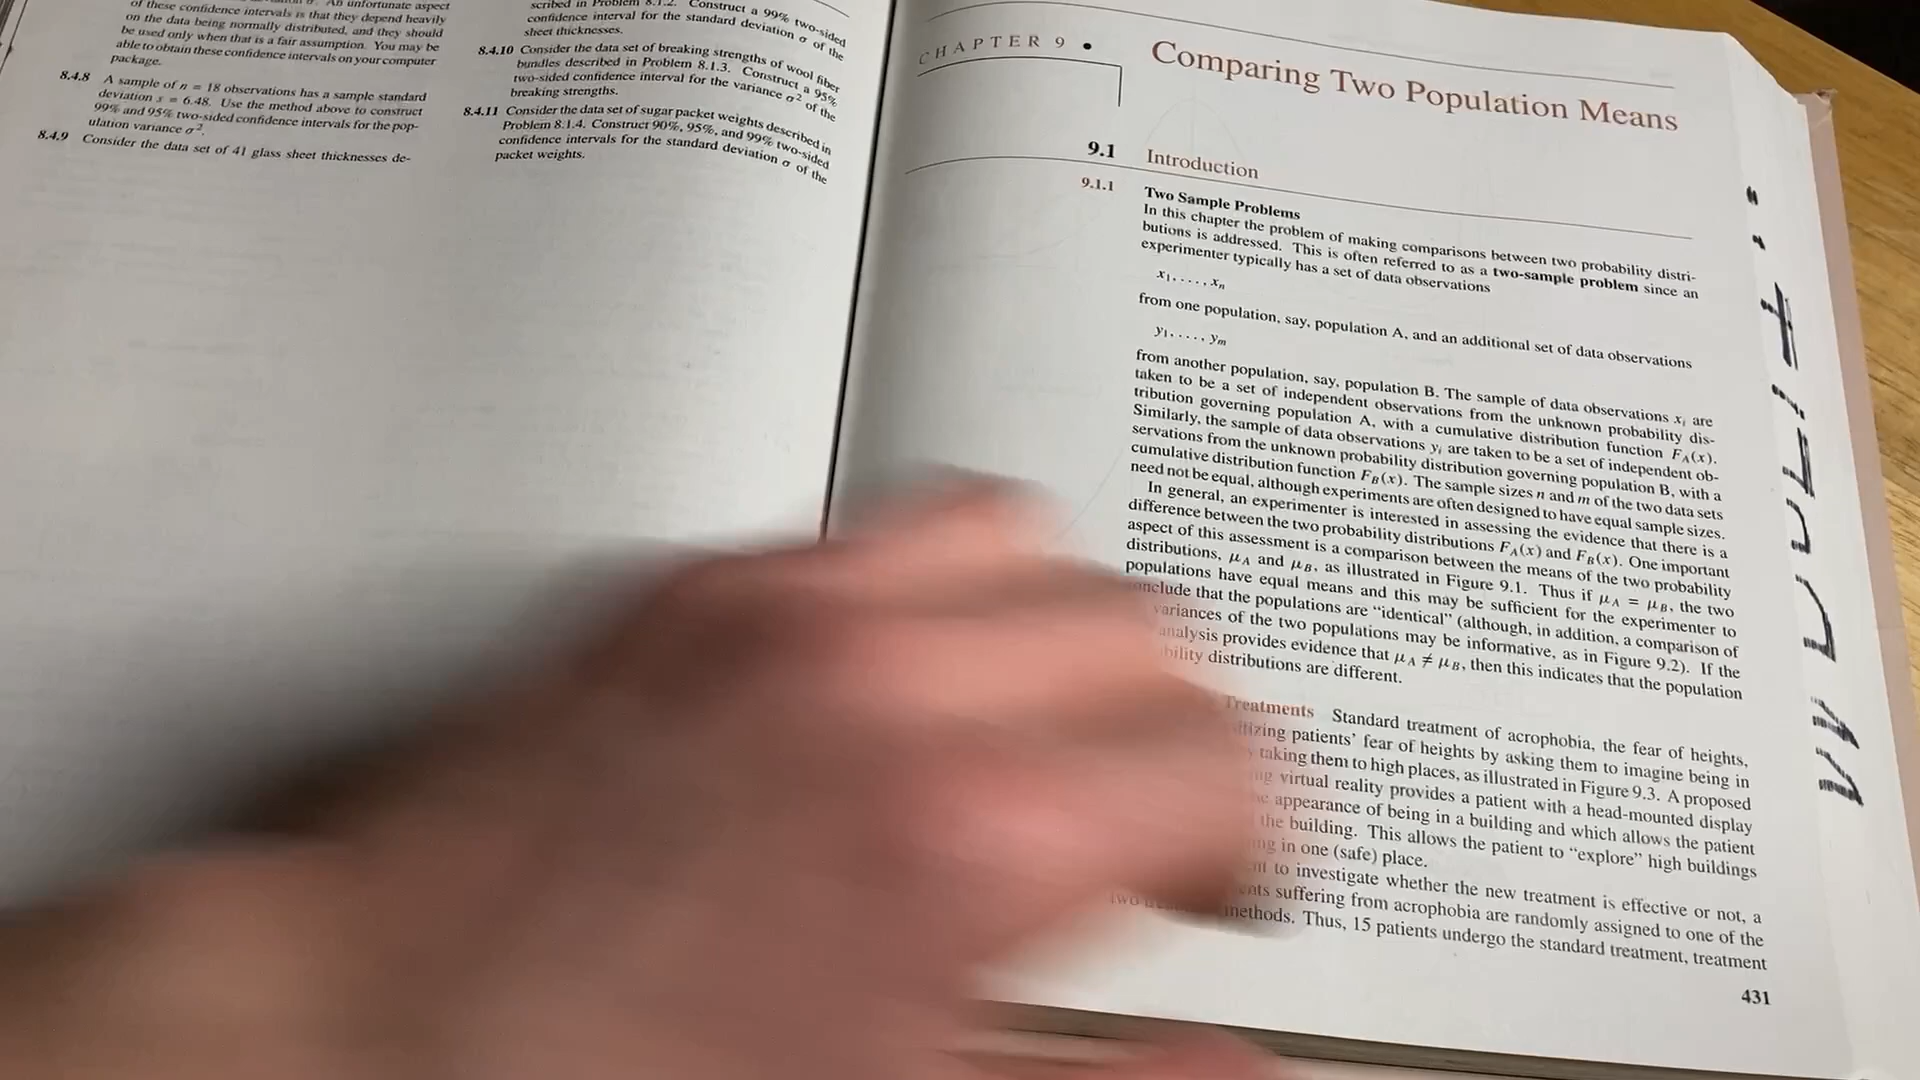 of these confidence intervals is that they depend heavily
on the data being normally distributed, and they should
be used only when that is a fair assumption. You may be
able to obtain these confidence intervals on your computer
package.
8.4.8 A sample of n = 18 observations has a sample standard
deviation s = 6.48. Use the method above to construct
99% and 95% two-sided confidence intervals for the pop-
ulation variance σ².
8.4.9 Consider the data set of 41 glass sheet thicknesses de-
scribed in Problem 8.1.2. Construct a 99% two-sided
confidence interval for the standard deviation σ of the
sheet thicknesses.
8.4.10 Consider the data set of breaking strengths of wool fiber
bundles described in Problem 8.1.3. Construct a 95%
two-sided confidence interval for the variance σ² of the
breaking strengths.
8.4.11 Consider the data set of sugar packet weights described in
Problem 8.1.4. Construct 90%, 95%, and 99% two-sided
confidence intervals for the standard deviation σ of the
packet weights.
CHAPTER 9 •
Comparing Two Population Means
9.1 Introduction
9.1.1 Two Sample Problems
In this chapter the problem of making comparisons between two probability distri-
butions is addressed. This is often referred to as a two-sample problem since an
experimenter typically has a set of data observations
x₁, . . . , xₙ
from one population, say, population A, and an additional set of data observations
y₁, . . . , yₘ
from another population, say, population B. The sample of data observations xᵢ are
taken to be a set of independent observations from the unknown probability dis-
tribution governing population A, with a cumulative distribution function F_A(x).
Similarly, the sample of data observations yᵢ are taken to be a set of independent ob-
servations from the unknown probability distribution governing population B, with a
cumulative distribution function F_B(x). The sample sizes n and m of the two data sets
need not be equal, although experiments are often designed to have equal sample sizes.
In general, an experimenter is interested in assessing the evidence that there is a
difference between the two probability distributions F_A(x) and F_B(x). One important
aspect of this assessment is a comparison between the means of the two probability
distributions, μ_A and μ_B, as illustrated in Figure 9.1. Thus if μ_A = μ_B, the two
populations have equal means and this may be sufficient for the experimenter to
conclude that the populations are “identical” (although, in addition, a comparison of
variances of the two populations may be informative, as in Figure 9.2). If the
analysis provides evidence that μ_A ≠ μ_B, then this indicates that the population
distributions are different.
Treatments Standard treatment of acrophobia, the fear of heights,
patients’ fear of heights by asking them to imagine being in
taking them to high places, as illustrated in Figure 9.3. A proposed
virtual reality provides a patient with a head-mounted display
appearance of being in a building and which allows the patient
the building. This allows the patient to “explore” high buildings
in one (safe) place.
to investigate whether the new treatment is effective or not, a
suffering from acrophobia are randomly assigned to one of the
two methods. Thus, 15 patients undergo the standard treatment, treatment
431